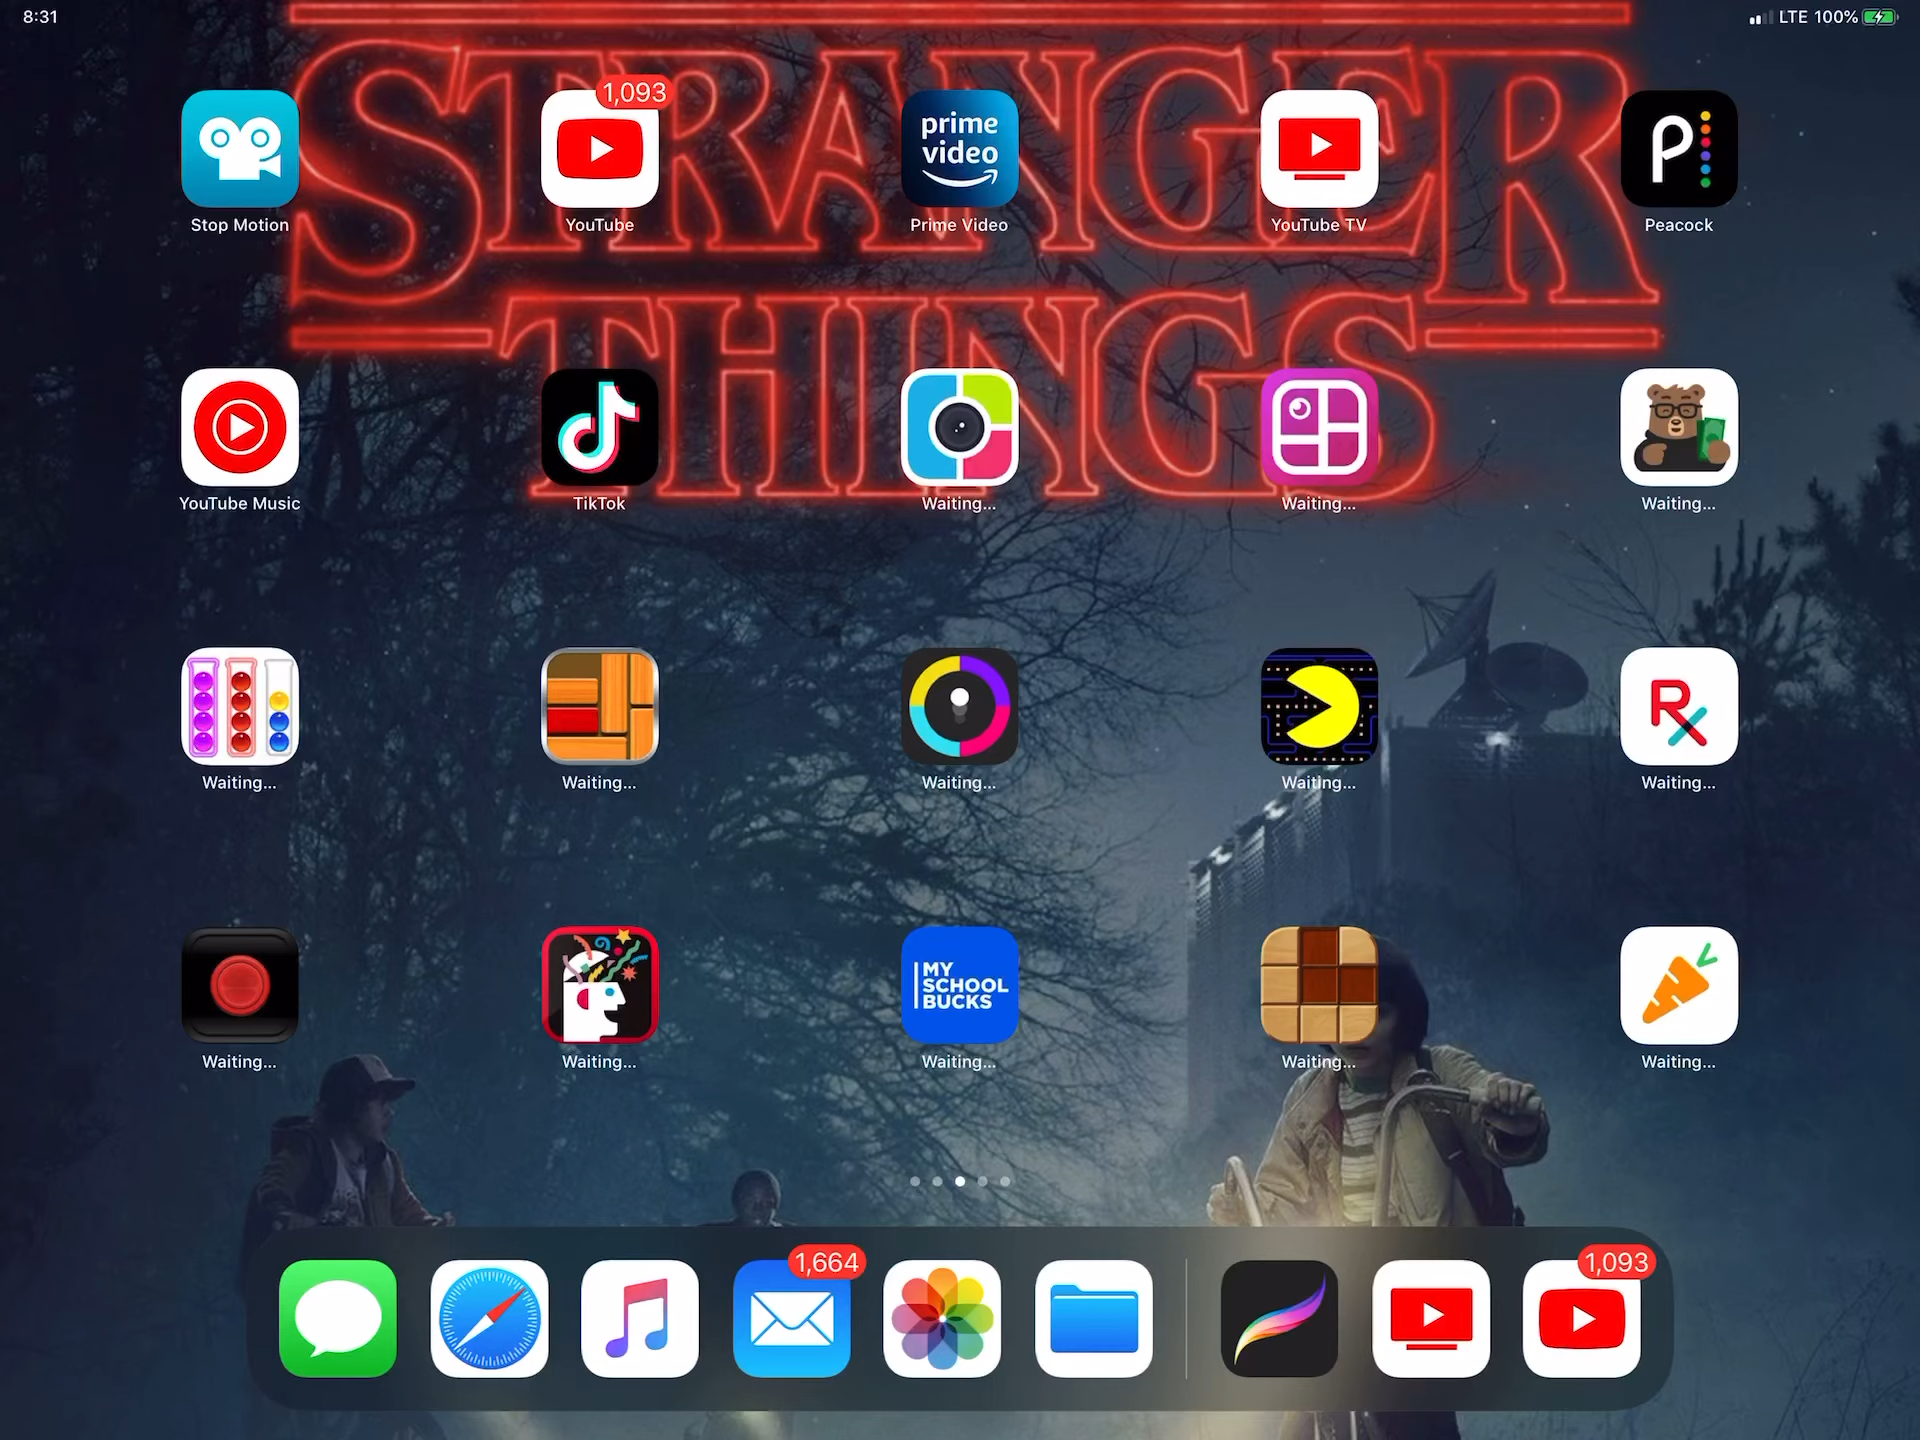 8:31
LTE 100%
STRANGER
THINGS
1,093
prime
video
Stop Motion
YouTube
Prime Video
YouTube TV
Peacock
YouTube Music
TikTok
Waiting...
Waiting...
Waiting...
Rx
Waiting...
Waiting...
Waiting...
Waiting...
Waiting...
MY
SCHOOL
BUCKS
Waiting...
Waiting...
Waiting...
Waiting...
Waiting...
1,664
1,093